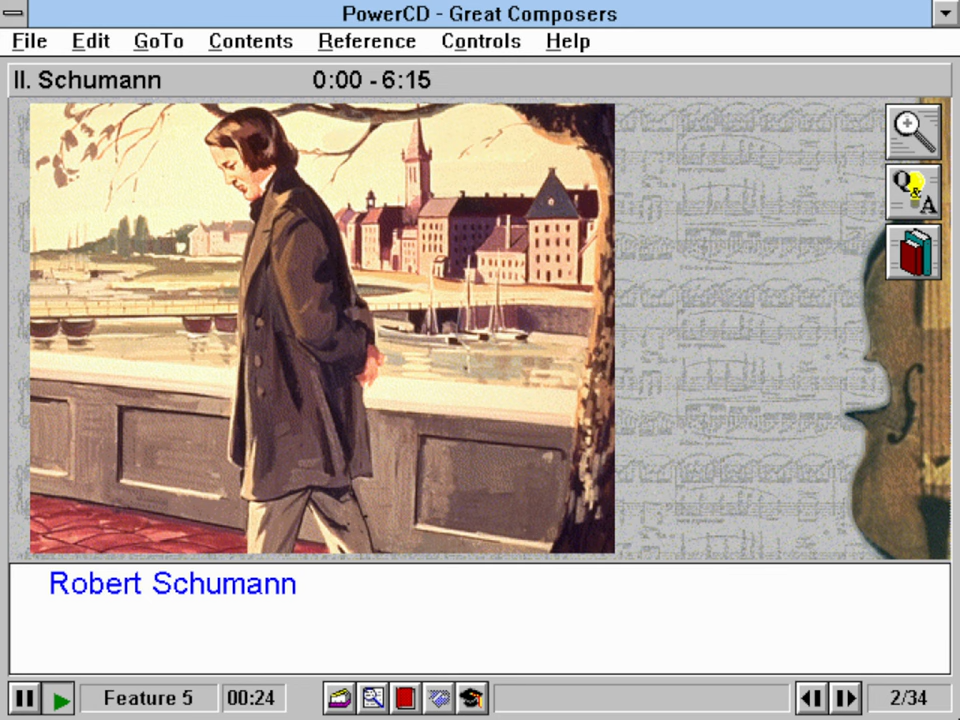 PowerCD - Great Composers
File Edit GoTo Contents Reference Controls Help
II. Schumann 0:00 - 6:15
Q & A
Robert Schumann
Feature 5 00:24 2/34